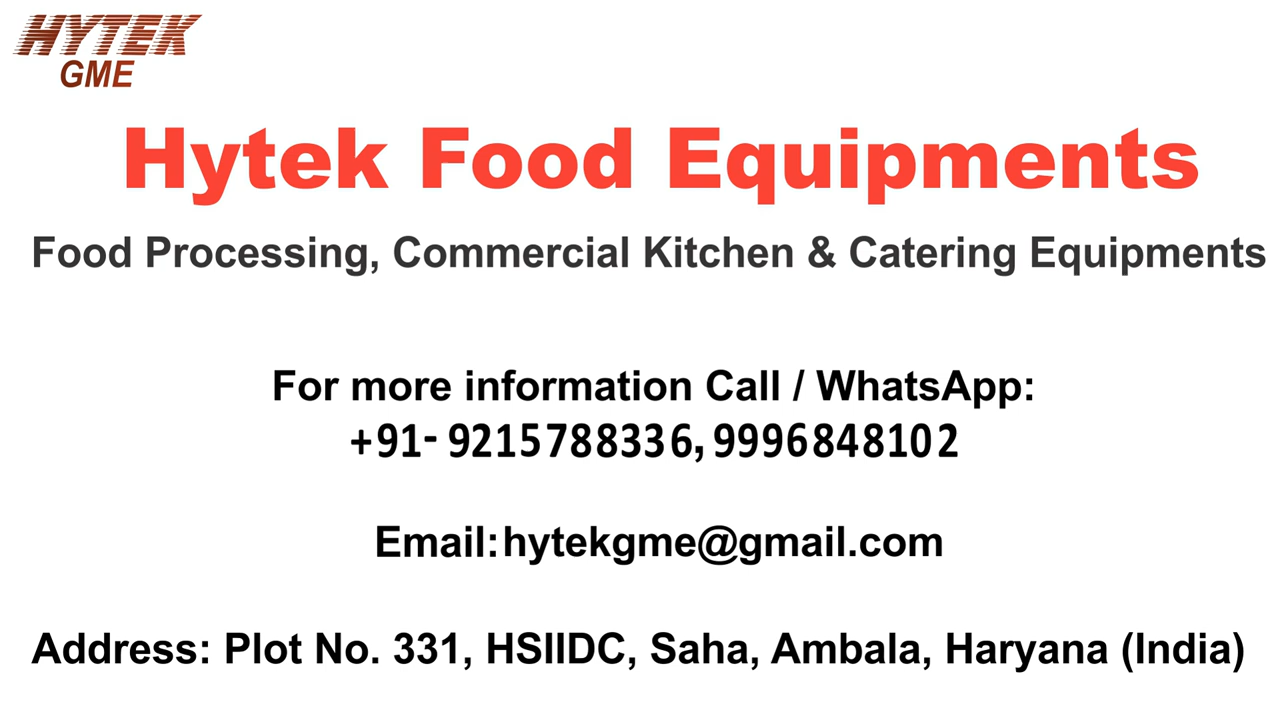 HYTEK
GME
Hytek Food Equipments
Food Processing, Commercial Kitchen & Catering Equipments
For more information Call / WhatsApp:
+91- 9215788336, 9996848102
Email: hytekgme@gmail.com
Address: Plot No. 331, HSIIDC, Saha, Ambala, Haryana (India)